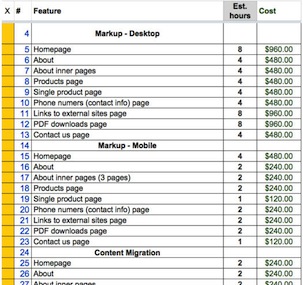 X # Feature Est. hours Cost
4 Markup - Desktop
5 Homepage 8 $960.00
6 About 4 $480.00
7 About inner pages 4 $480.00
8 Products page 4 $480.00
9 Single product page 4 $480.00
10 Phone numers (contact info) page 4 $480.00
11 Links to external sites page 8 $960.00
12 PDF downloads page 8 $960.00
13 Contact us page 4 $480.00
14 Markup - Mobile
15 Homepage 4 $480.00
16 About 2 $240.00
17 About inner pages (3 pages) 2 $240.00
18 Products page 2 $240.00
19 Single product page 1 $120.00
20 Phone numers (contact info) page 2 $240.00
21 Links to external sites page 2 $240.00
22 PDF downloads page 2 $240.00
23 Contact us page 1 $120.00
24 Content Migration
25 Homepage 2 $240.00
26 About 2 $240.00
27 About inner pages 2 $240.00